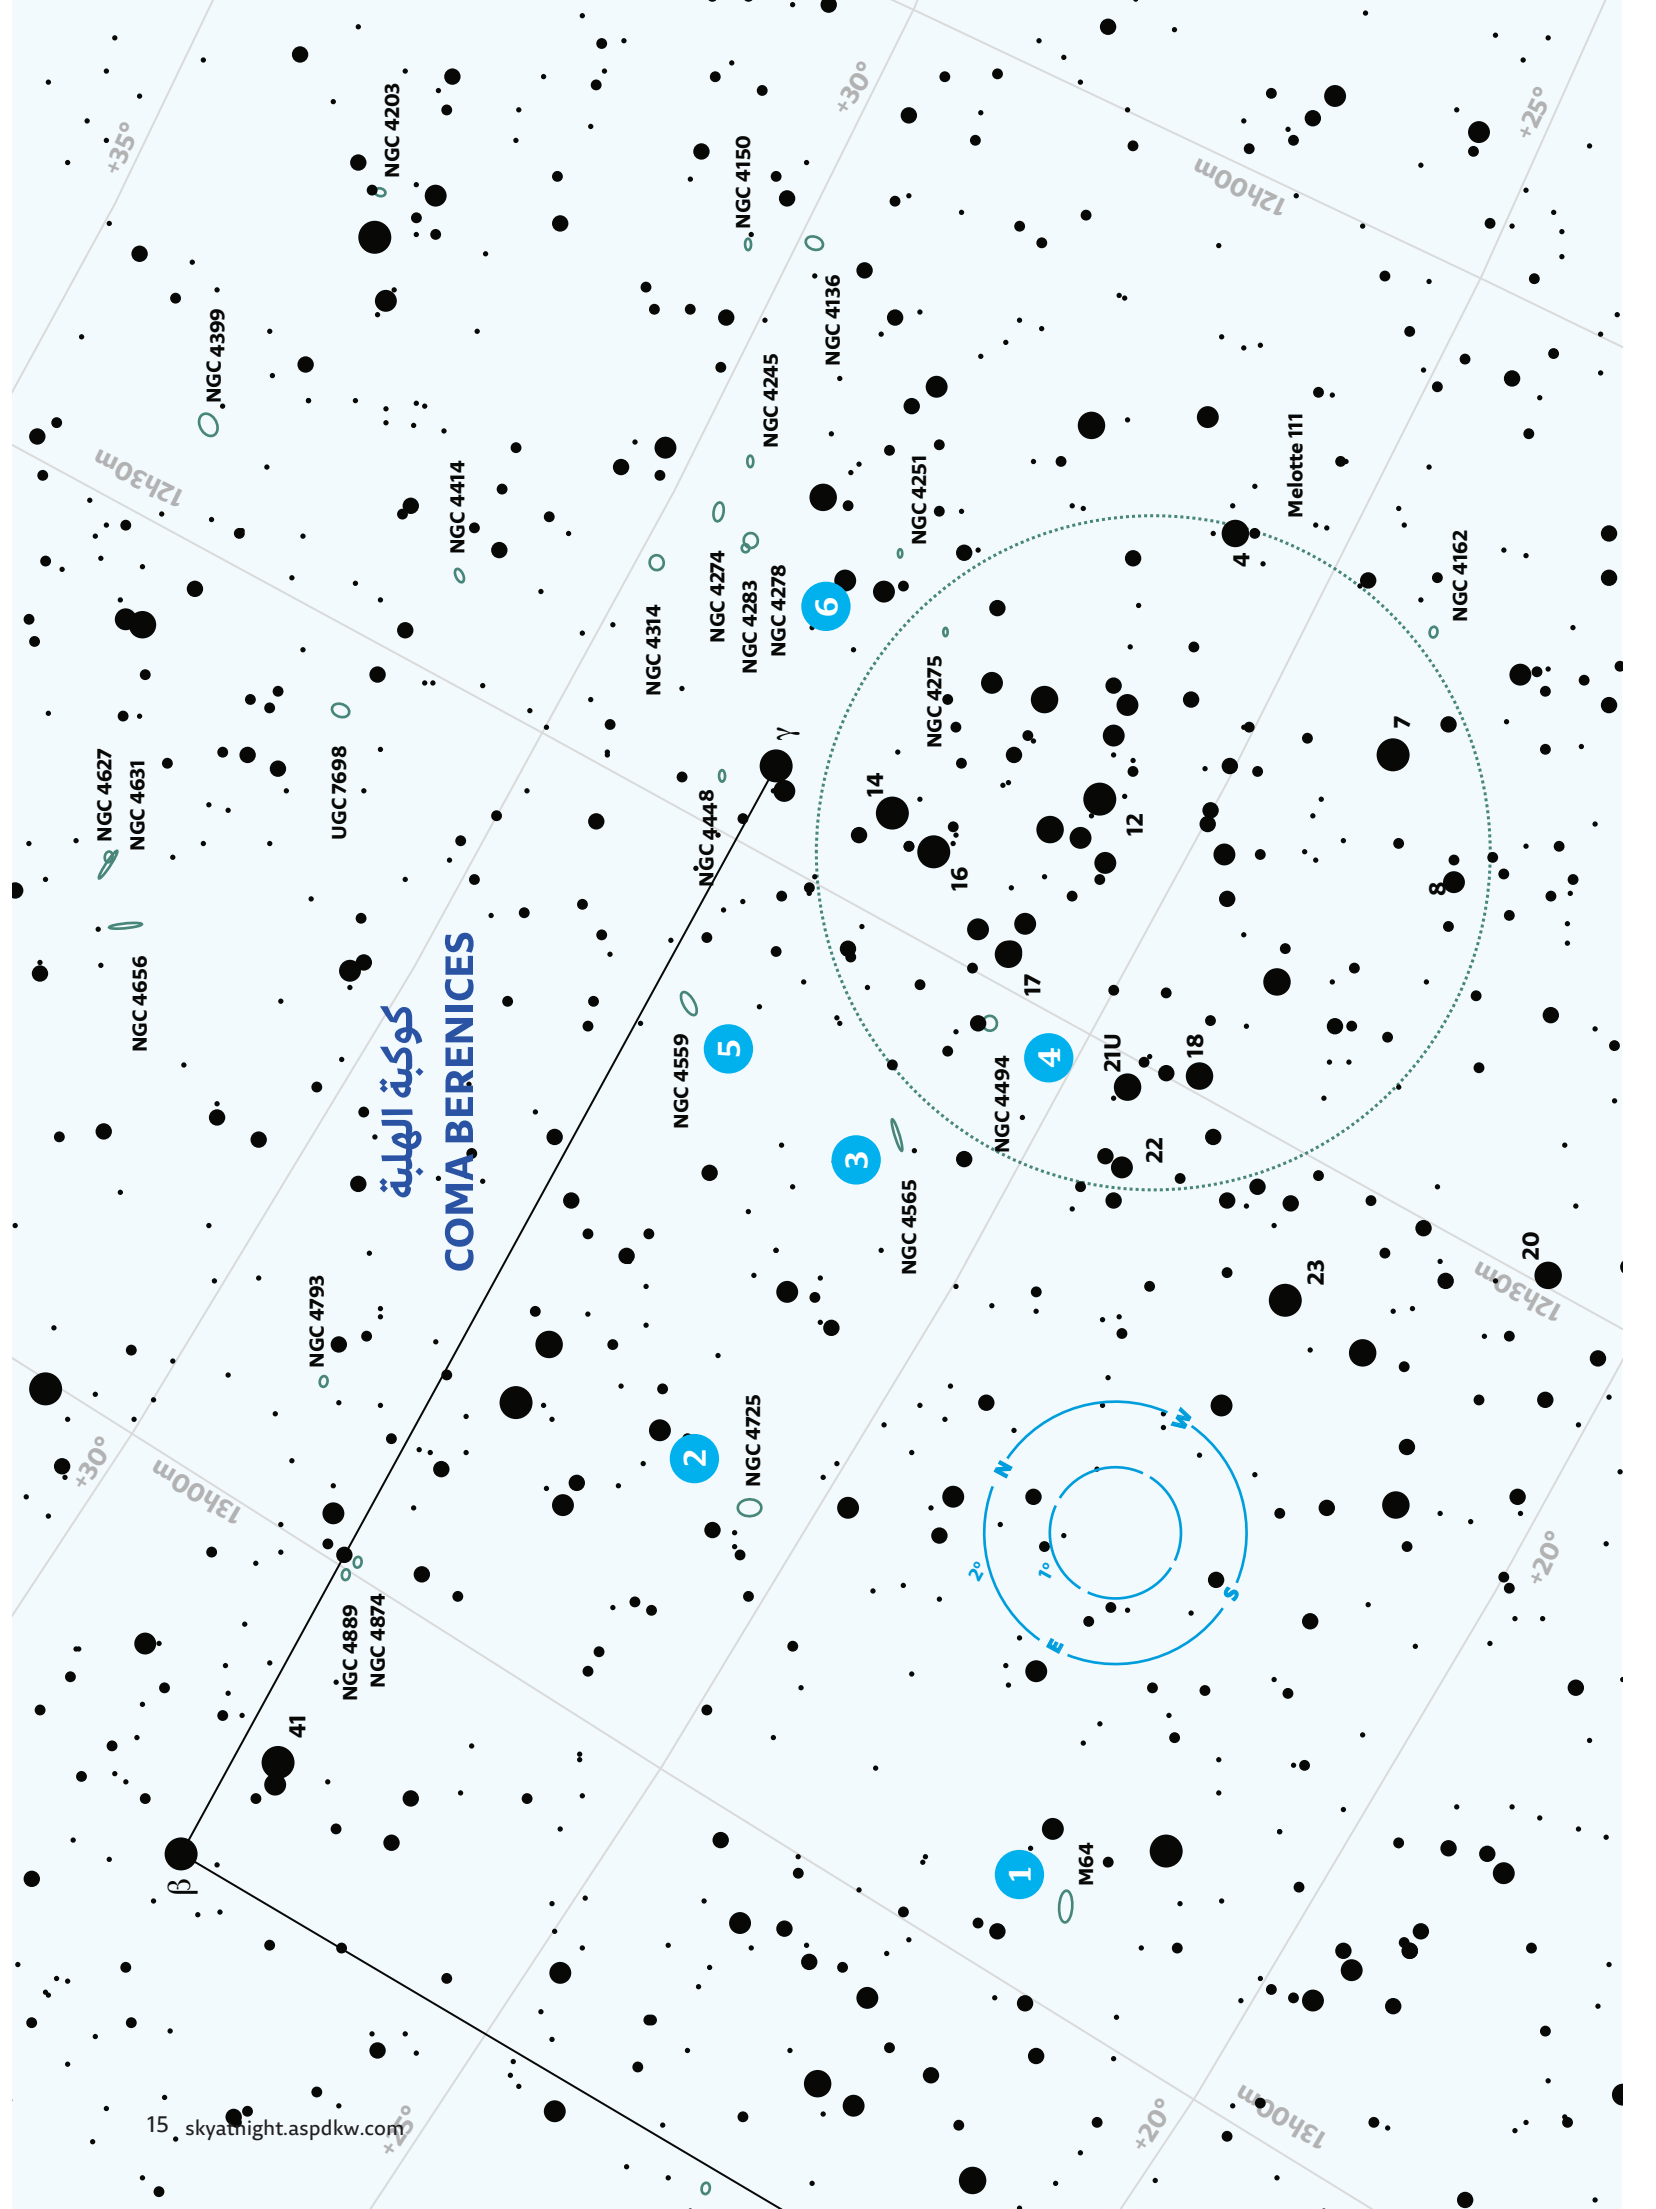 +35°
+30°
+25°
12h00m
NGC 4203
NGC 4150
NGC 4136
NGC 4399
NGC 4245
12h30m
NGC 4414
NGC 4251
Melotte 111
NGC 4274
NGC 4283
NGC 4278
NGC 4314
6
4
NGC 4162
NGC 4275
7
γ
NGC 4627
NGC 4631
UGC7698
NGC 4448
14
12
16
8
NGC 4656
كوكبة الهلبة
COMA BERENICES
17
NGC 4559
5
NGC 4494
4
21U
18
3
22
NGC 4565
20
23
12h30m
NGC 4793
+30°
13h00m
2
NGC 4725
N
W
S
E
2°
1°
+20°
NGC 4889
NGC 4874
41
β
1
M64
+25°
+20°
13h00m
15
skyatnight.aspdkw.com